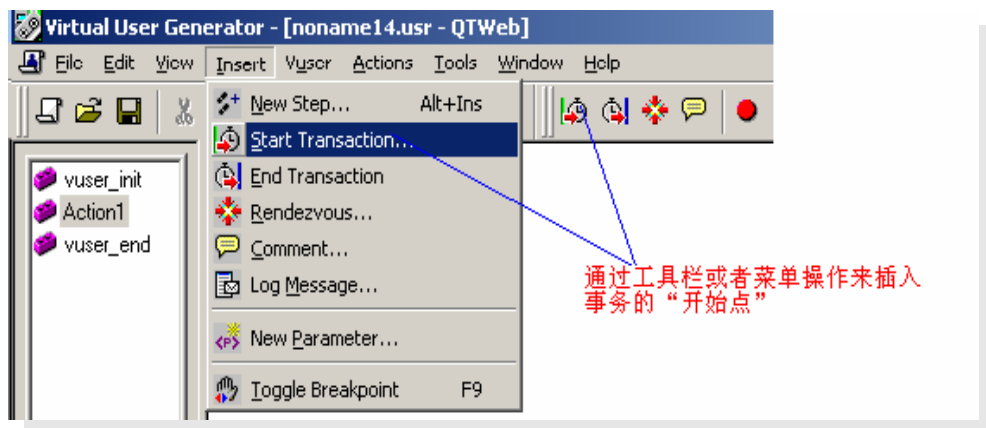 Virtual User Generator - [noname14.usr - QTWeb]
File Edit View Insert Vuser Actions Tools Window Help
New Step... Alt+Ins
Start Transaction...
End Transaction
Rendezvous...
Comment...
Log Message...
New Parameter...
Toggle Breakpoint F9
vuser_init
Action1
vuser_end
通过工具栏或者菜单操作来插入
事务的“开始点”